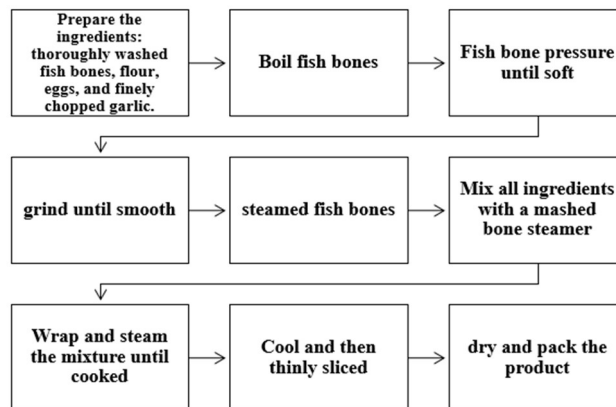 Prepare the
ingredients:
thoroughly washed
fish bones, flour,
eggs, and finely
chopped garlic.
Boil fish bones
Fish bone pressure
until soft
grind until smooth
steamed fish bones
Mix all ingredients
with a mashed
bone steamer
Wrap and steam
the mixture until
cooked
Cool and then
thinly sliced
dry and pack the
product